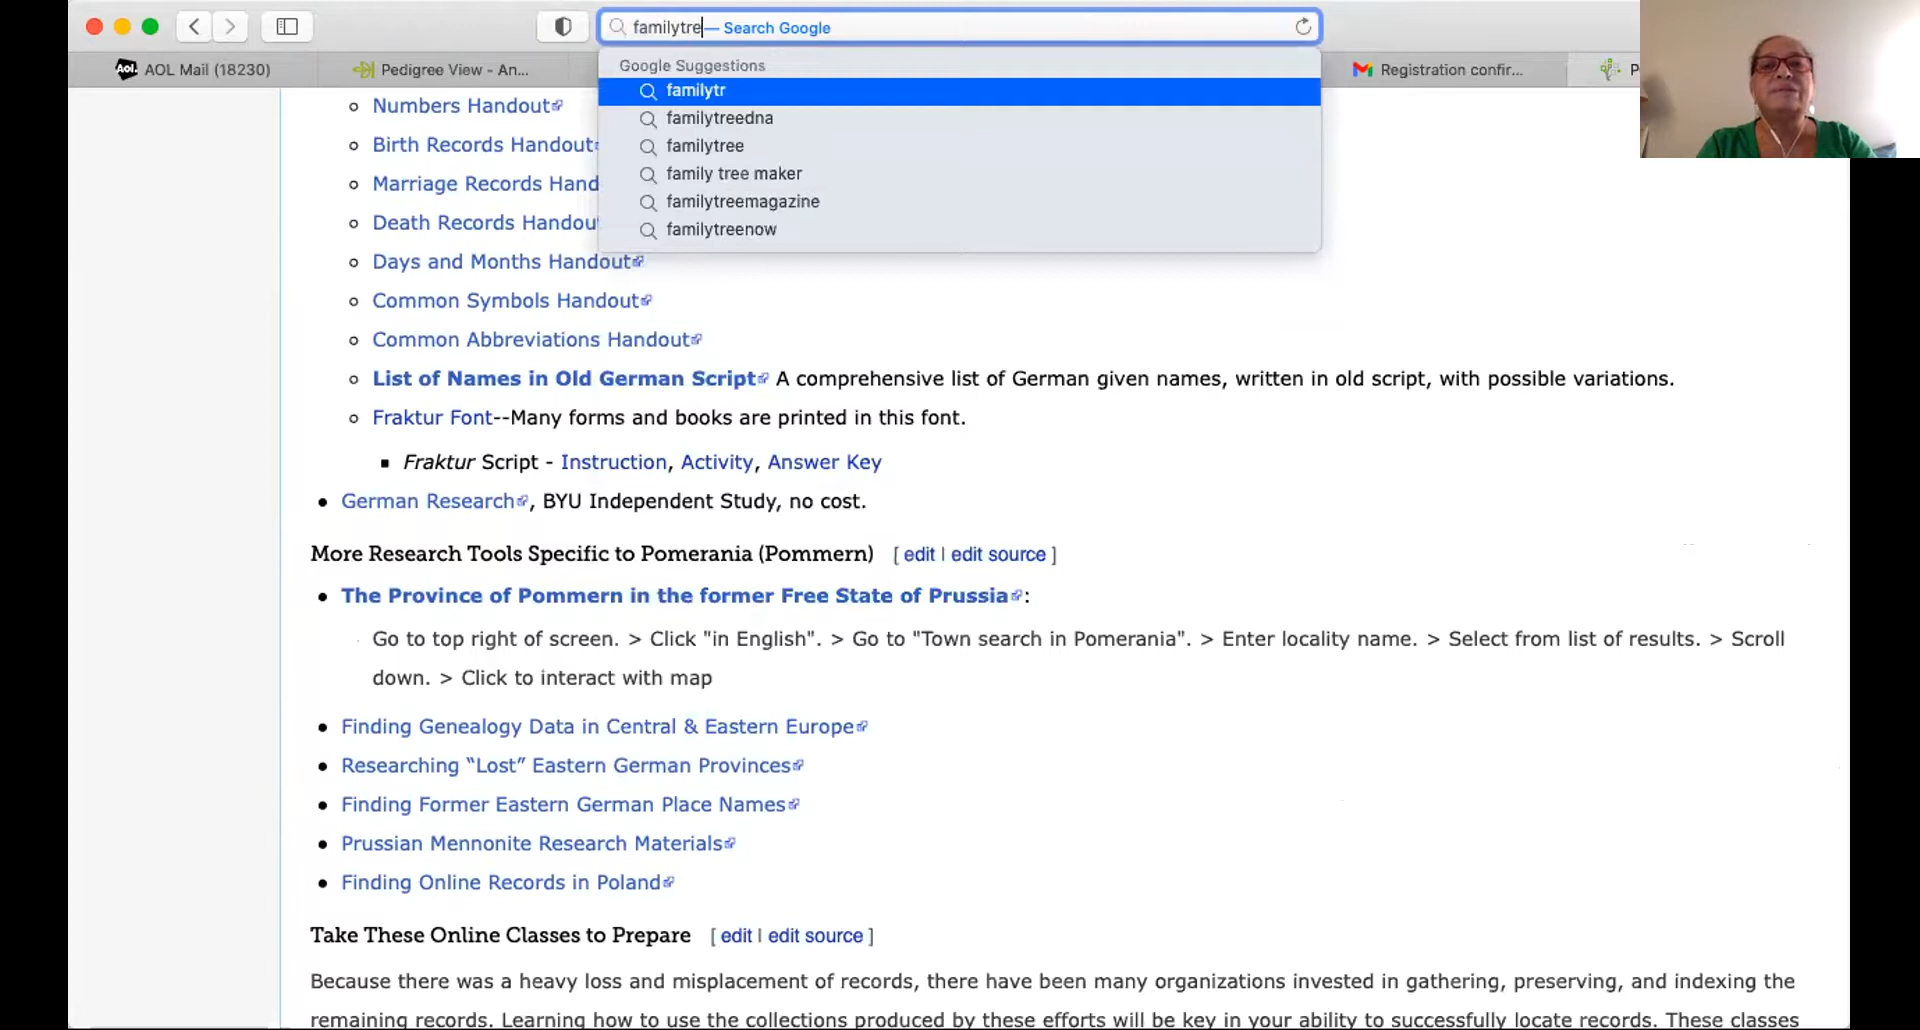 familytre— Search Google
AOL Mail (18230)
Pedigree View - An...
Registration confir...
P
Google Suggestions
familytr
familytreedna
familytree
family tree maker
familytreemagazine
familytreenow
Numbers Handout
Birth Records Handout
Marriage Records Hand
Death Records Handou
Days and Months Handout
Common Symbols Handout
Common Abbreviations Handout
List of Names in Old German Script A comprehensive list of German given names, written in old script, with possible variations.
Fraktur Font--Many forms and books are printed in this font.
Fraktur Script - Instruction, Activity, Answer Key
German Research, BYU Independent Study, no cost.
More Research Tools Specific to Pomerania (Pommern) [ edit | edit source ]
The Province of Pommern in the former Free State of Prussia:
Go to top right of screen. > Click "in English". > Go to "Town search in Pomerania". > Enter locality name. > Select from list of results. > Scroll
down. > Click to interact with map
Finding Genealogy Data in Central & Eastern Europe
Researching “Lost” Eastern German Provinces
Finding Former Eastern German Place Names
Prussian Mennonite Research Materials
Finding Online Records in Poland
Take These Online Classes to Prepare [ edit | edit source ]
Because there was a heavy loss and misplacement of records, there have been many organizations invested in gathering, preserving, and indexing the
remaining records. Learning how to use the collections produced by these efforts will be key in your ability to successfully locate records. These classes